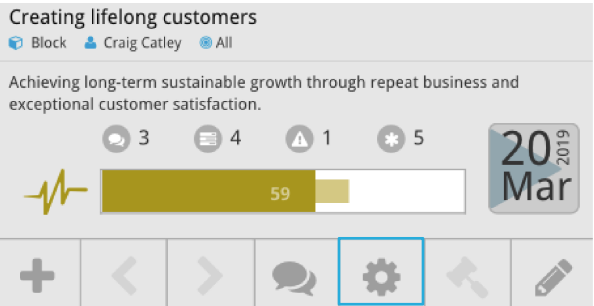 Creating lifelong customers
Block Craig Catley All
Achieving long-term sustainable growth through repeat business and
exceptional customer satisfaction.
3 4 1 5
59
20 2019
Mar